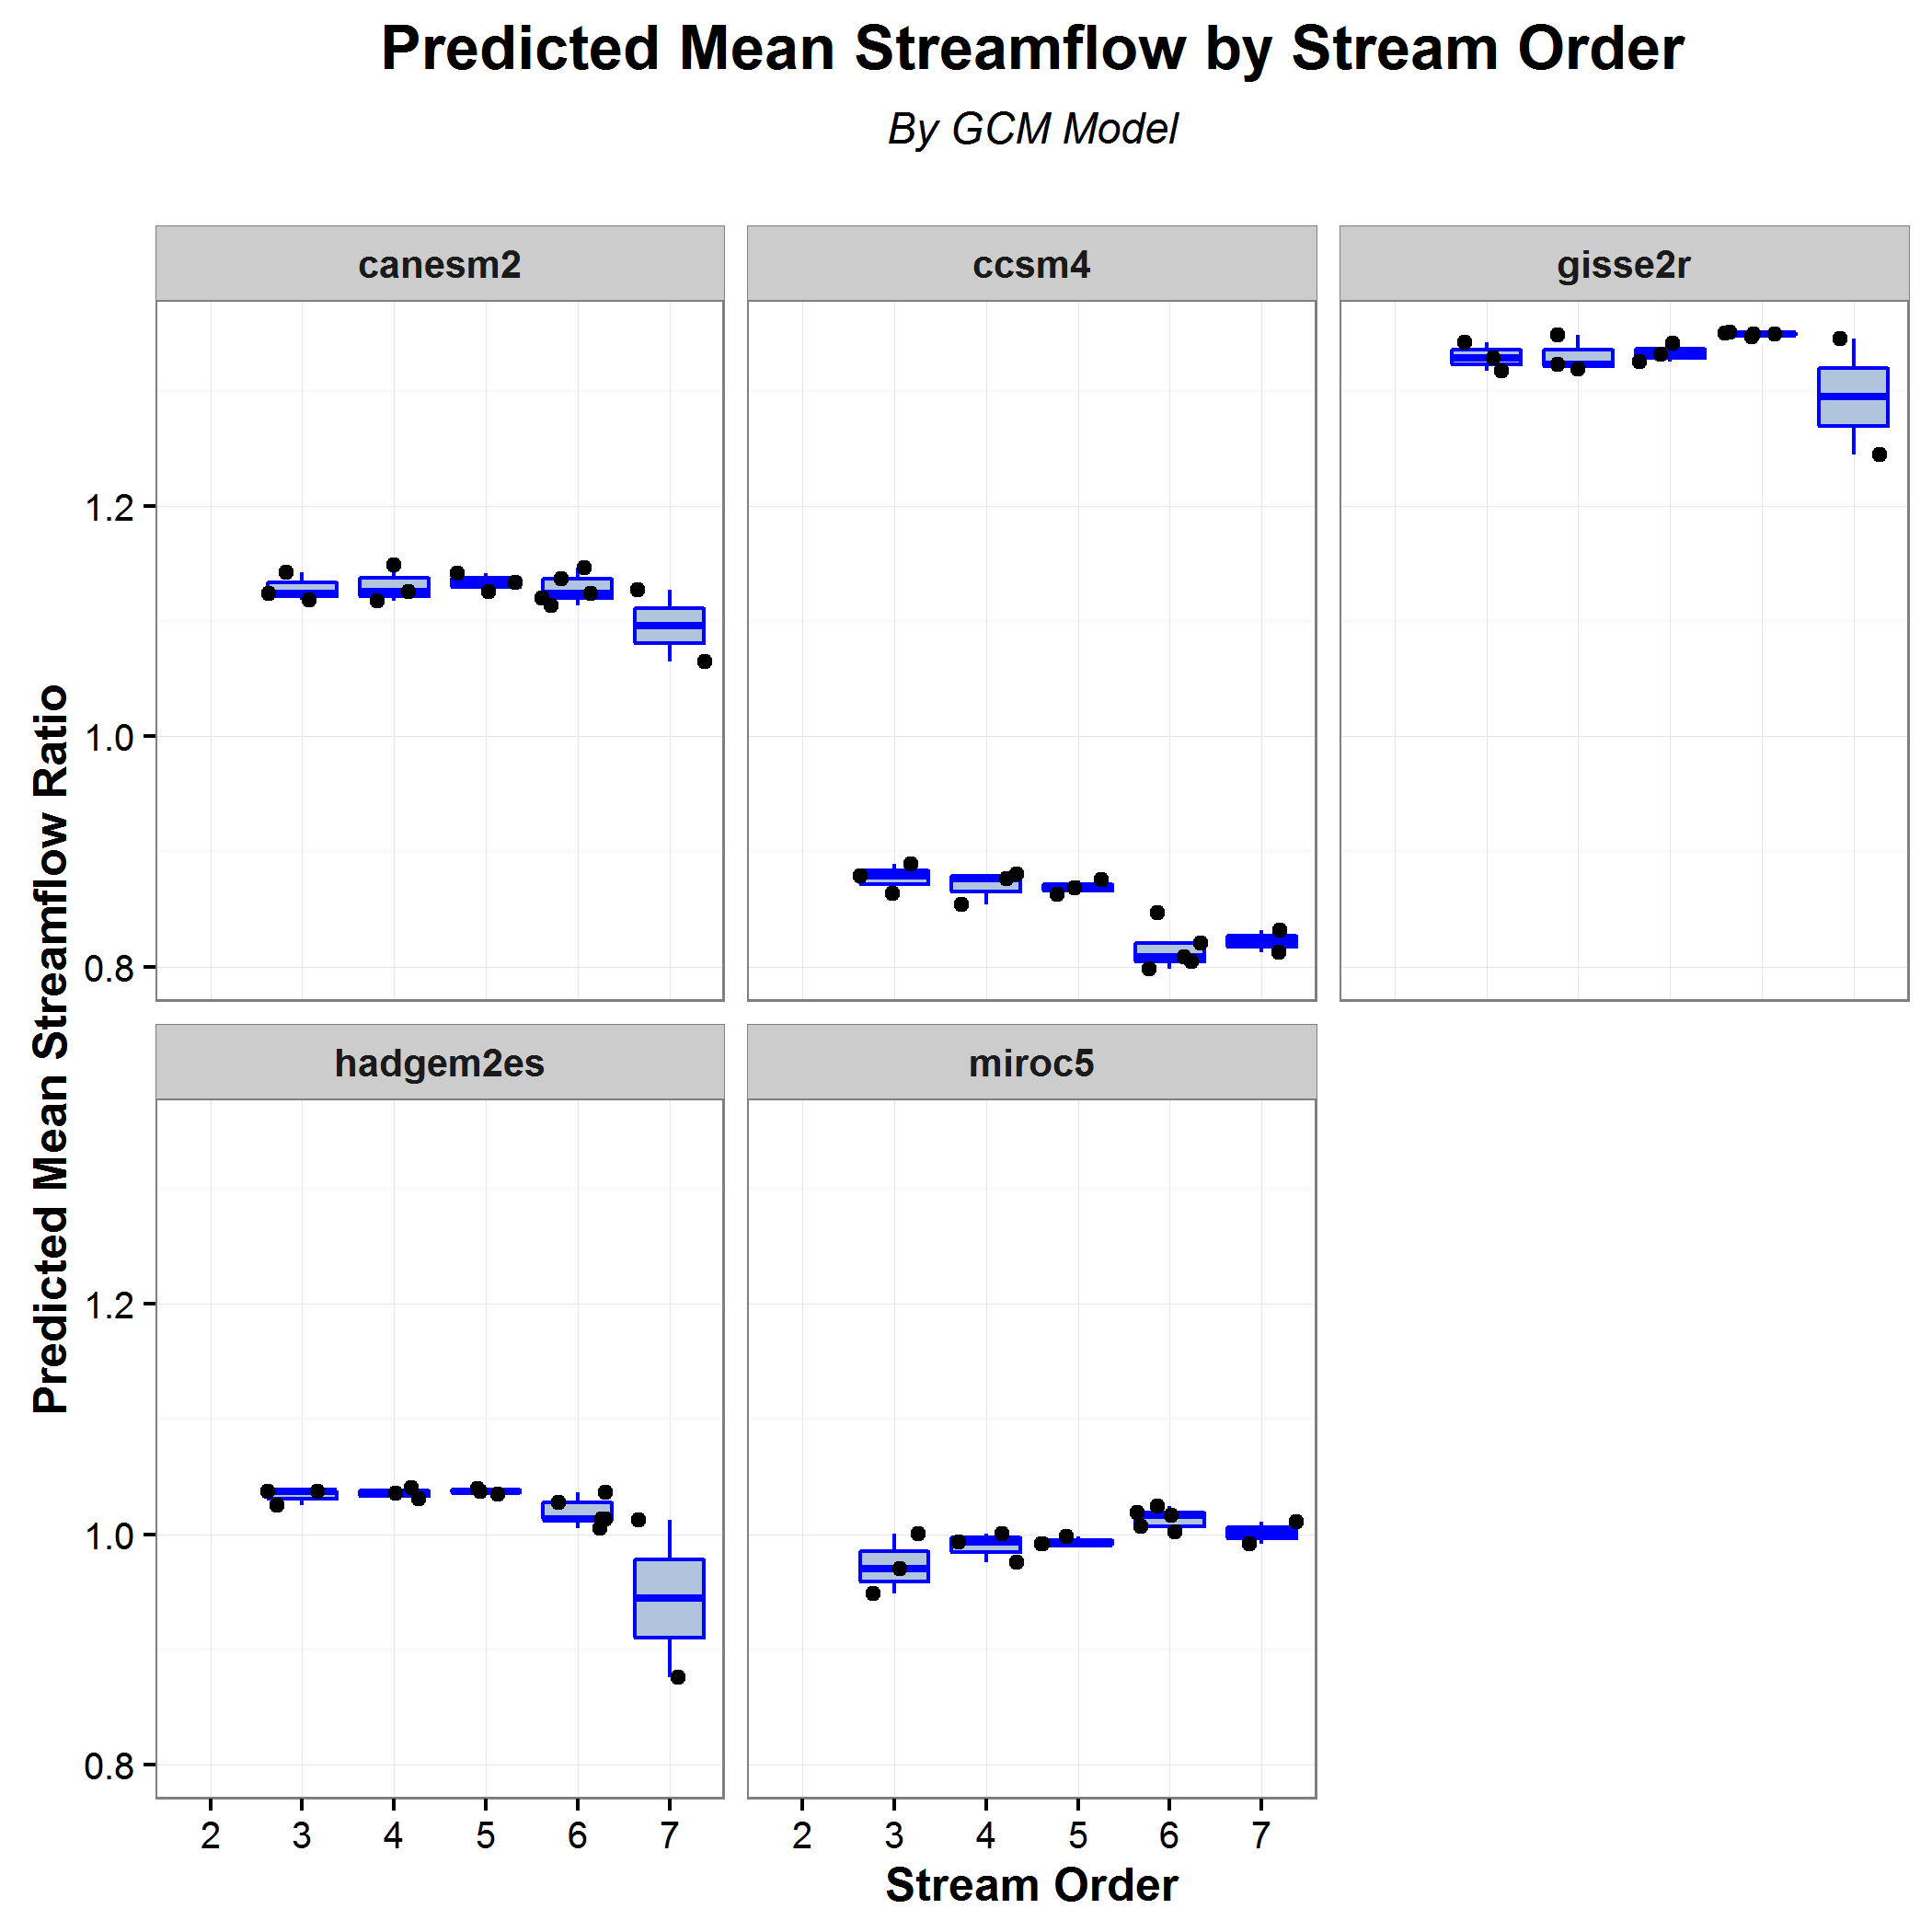 Predicted Mean Streamflow by Stream Order
By GCM Model
canesm2
ccsm4
gisse2r
1.2
1.0
0.8
hadgem2es
miroc5
1.2
1.0
0.8
2 3 4 5 6 7
2 3 4 5 6 7
Stream Order
Predicted Mean Streamflow Ratio